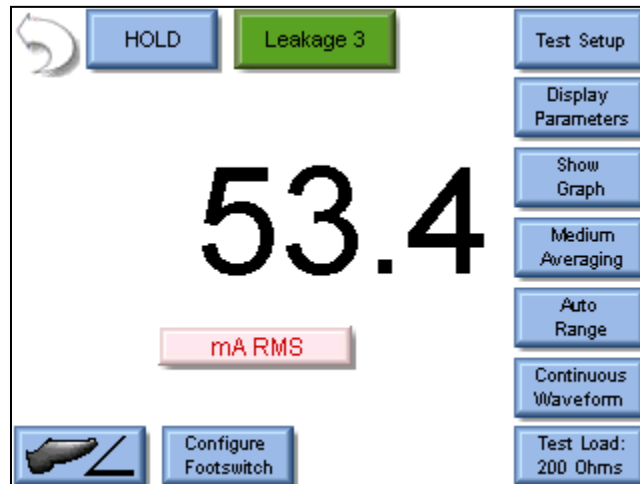 HOLD
Leakage 3
Test Setup
Display
Parameters
Show
Graph
53.4
Medium
Averaging
Auto
Range
mA RMS
Continuous
Waveform
Configure
Footswitch
Test Load:
200 Ohms